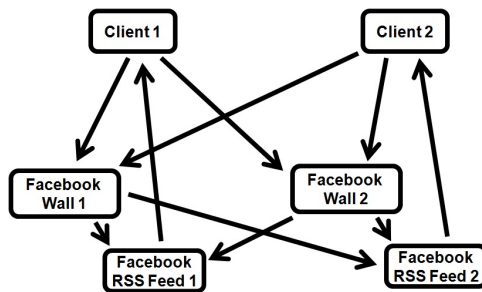 Client 1
Client 2
Facebook
Wall 1
Facebook
Wall 2
Facebook
RSS Feed 1
Facebook
RSS Feed 2